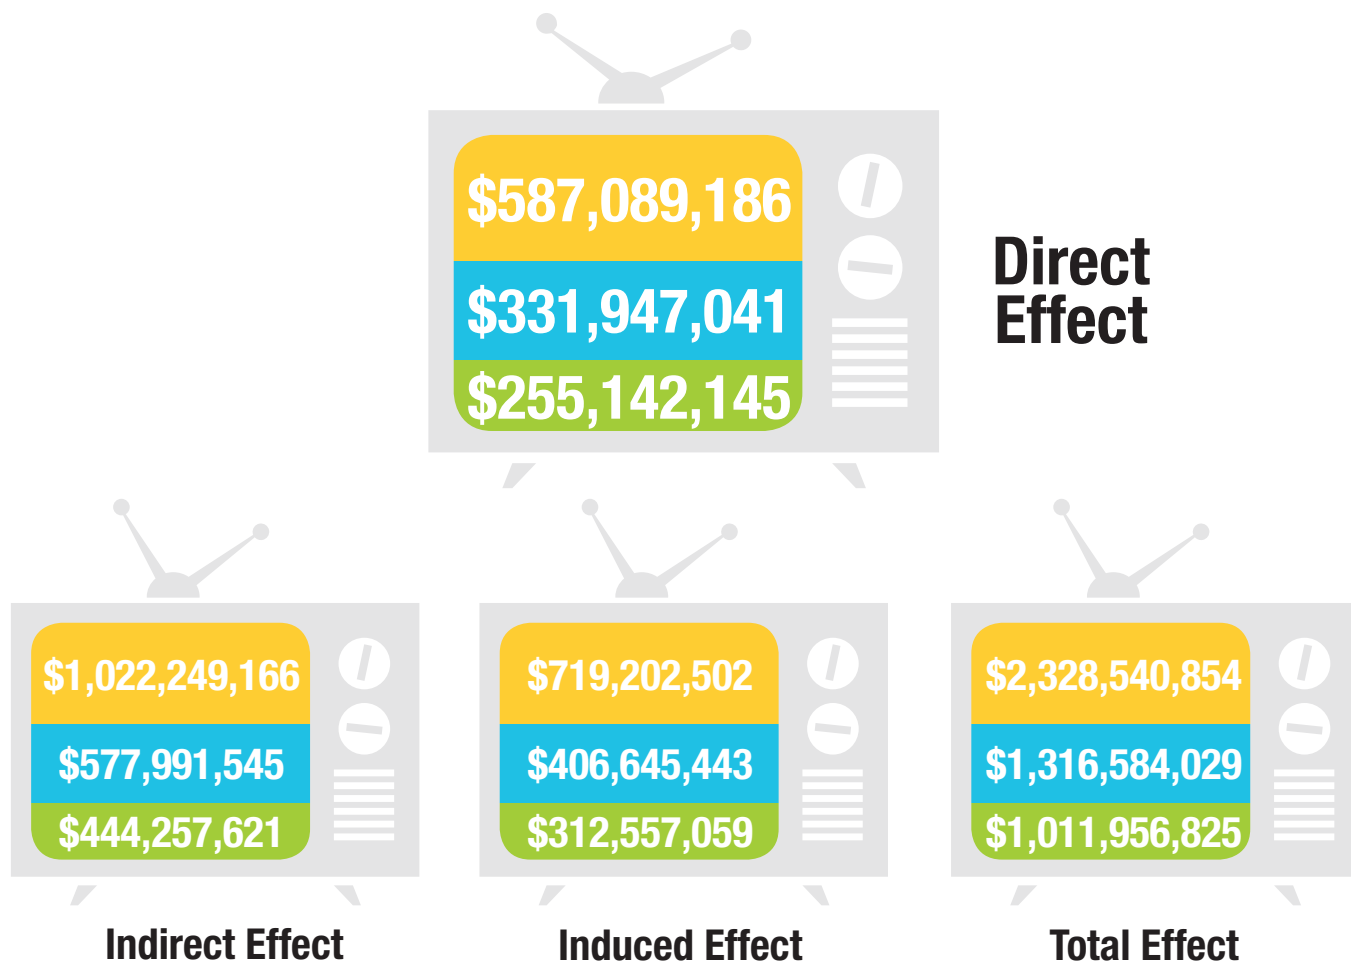 $587,089,186
$331,947,041
$255,142,145
Direct
Effect
$1,022,249,166
$577,991,545
$444,257,621
Indirect Effect
$719,202,502
$406,645,443
$312,557,059
Induced Effect
$2,328,540,854
$1,316,584,029
$1,011,956,825
Total Effect